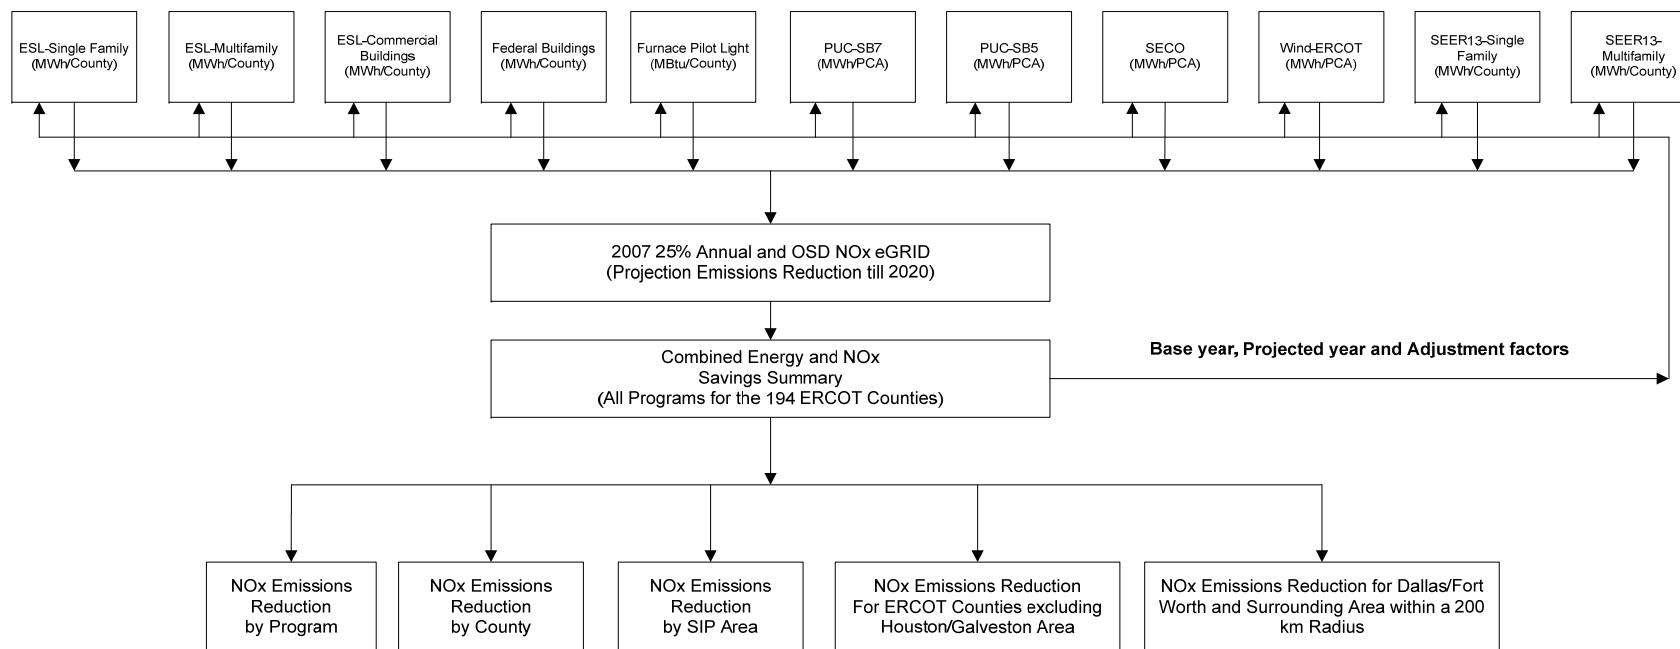 ESL-Single Family
(MWh/County)
ESL-Multifamily
(MWh/County)
ESL-Commercial
Buildings
(MWh/County)
Federal Buildings
(MWh/County)
Furnace Pilot Light
(MBtu/County)
PUC-SB7
(MWh/PCA)
PUC-SB5
(MWh/PCA)
SECO
(MWh/PCA)
Wind-ERCOT
(MWh/PCA)
SEER13-Single
Family
(MWh/County)
SEER13-
Multifamily
(MWh/County)
2007 25% Annual and OSD NOx eGRID
(Projection Emissions Reduction till 2020)
Combined Energy and NOx
Savings Summary
(All Programs for the 194 ERCOT Counties)
Base year, Projected year and Adjustment factors
NOx Emissions
Reduction
by Program
NOx Emissions
Reduction
by County
NOx Emissions
Reduction
by SIP Area
NOx Emissions Reduction
For ERCOT Counties excluding
Houston/Galveston Area
NOx Emissions Reduction for Dallas/Fort
Worth and Surrounding Area within a 200
km Radius